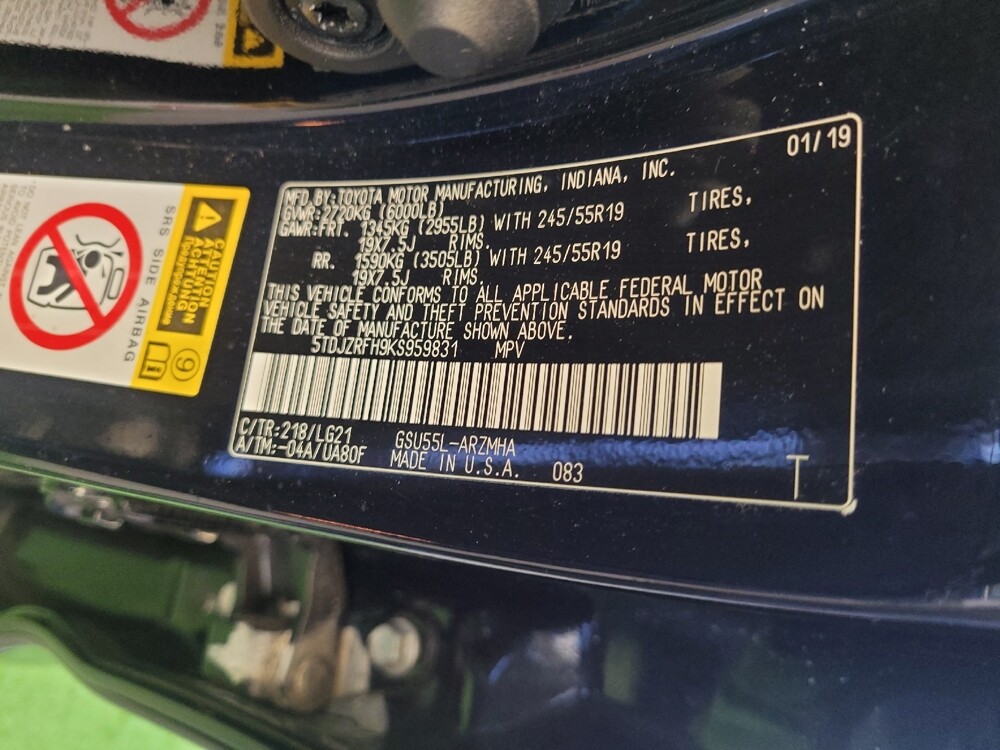 01/19
MFD BY:TOYOTA MOTOR MANUFACTURING, INDIANA, INC.
GVWR:2720KG (6000LB)
GAWR:FRT. 1345KG (2955LB) WITH 245/55R19 TIRES,
19X7.5J RIMS.
RR. 1590KG (3505LB) WITH 245/55R19 TIRES,
19X7.5J RIMS.
THIS VEHICLE CONFORMS TO ALL APPLICABLE FEDERAL MOTOR
VEHICLE SAFETY AND THEFT PREVENTION STANDARDS IN EFFECT ON
THE DATE OF MANUFACTURE SHOWN ABOVE.
5TDJZRFH9KS959831 MPV
C/TR:218/LG21 GSU55L-ARZMHA
A/TM:-04A/UA80F MADE IN U.S.A. 083
T
CAUTION
ATTENTION
ACHTUNG
SRS SIDE AIRBAG
9